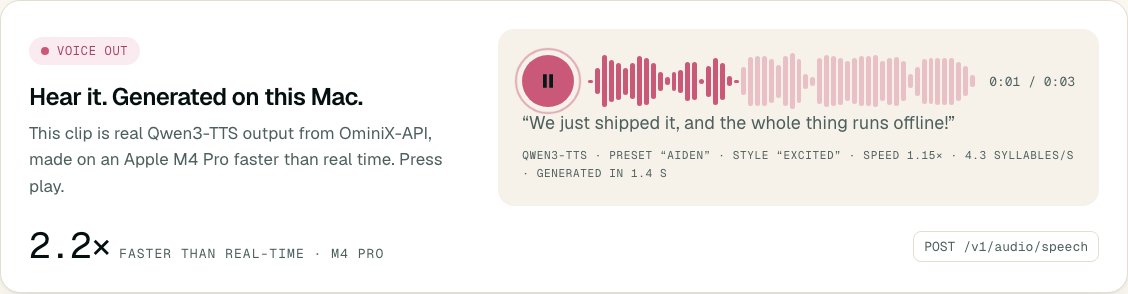 VOICE OUT
Hear it. Generated on this Mac.
This clip is real Qwen3-TTS output from OminiX-API,
made on an Apple M4 Pro faster than real time. Press
play.
2.2× FASTER THAN REAL-TIME · M4 PRO
0:01 / 0:03
“We just shipped it, and the whole thing runs offline!”
QWEN3-TTS · PRESET “AIDEN” · STYLE “EXCITED” · SPEED 1.15× · 4.3 SYLLABLES/S
· GENERATED IN 1.4 S
POST /v1/audio/speech